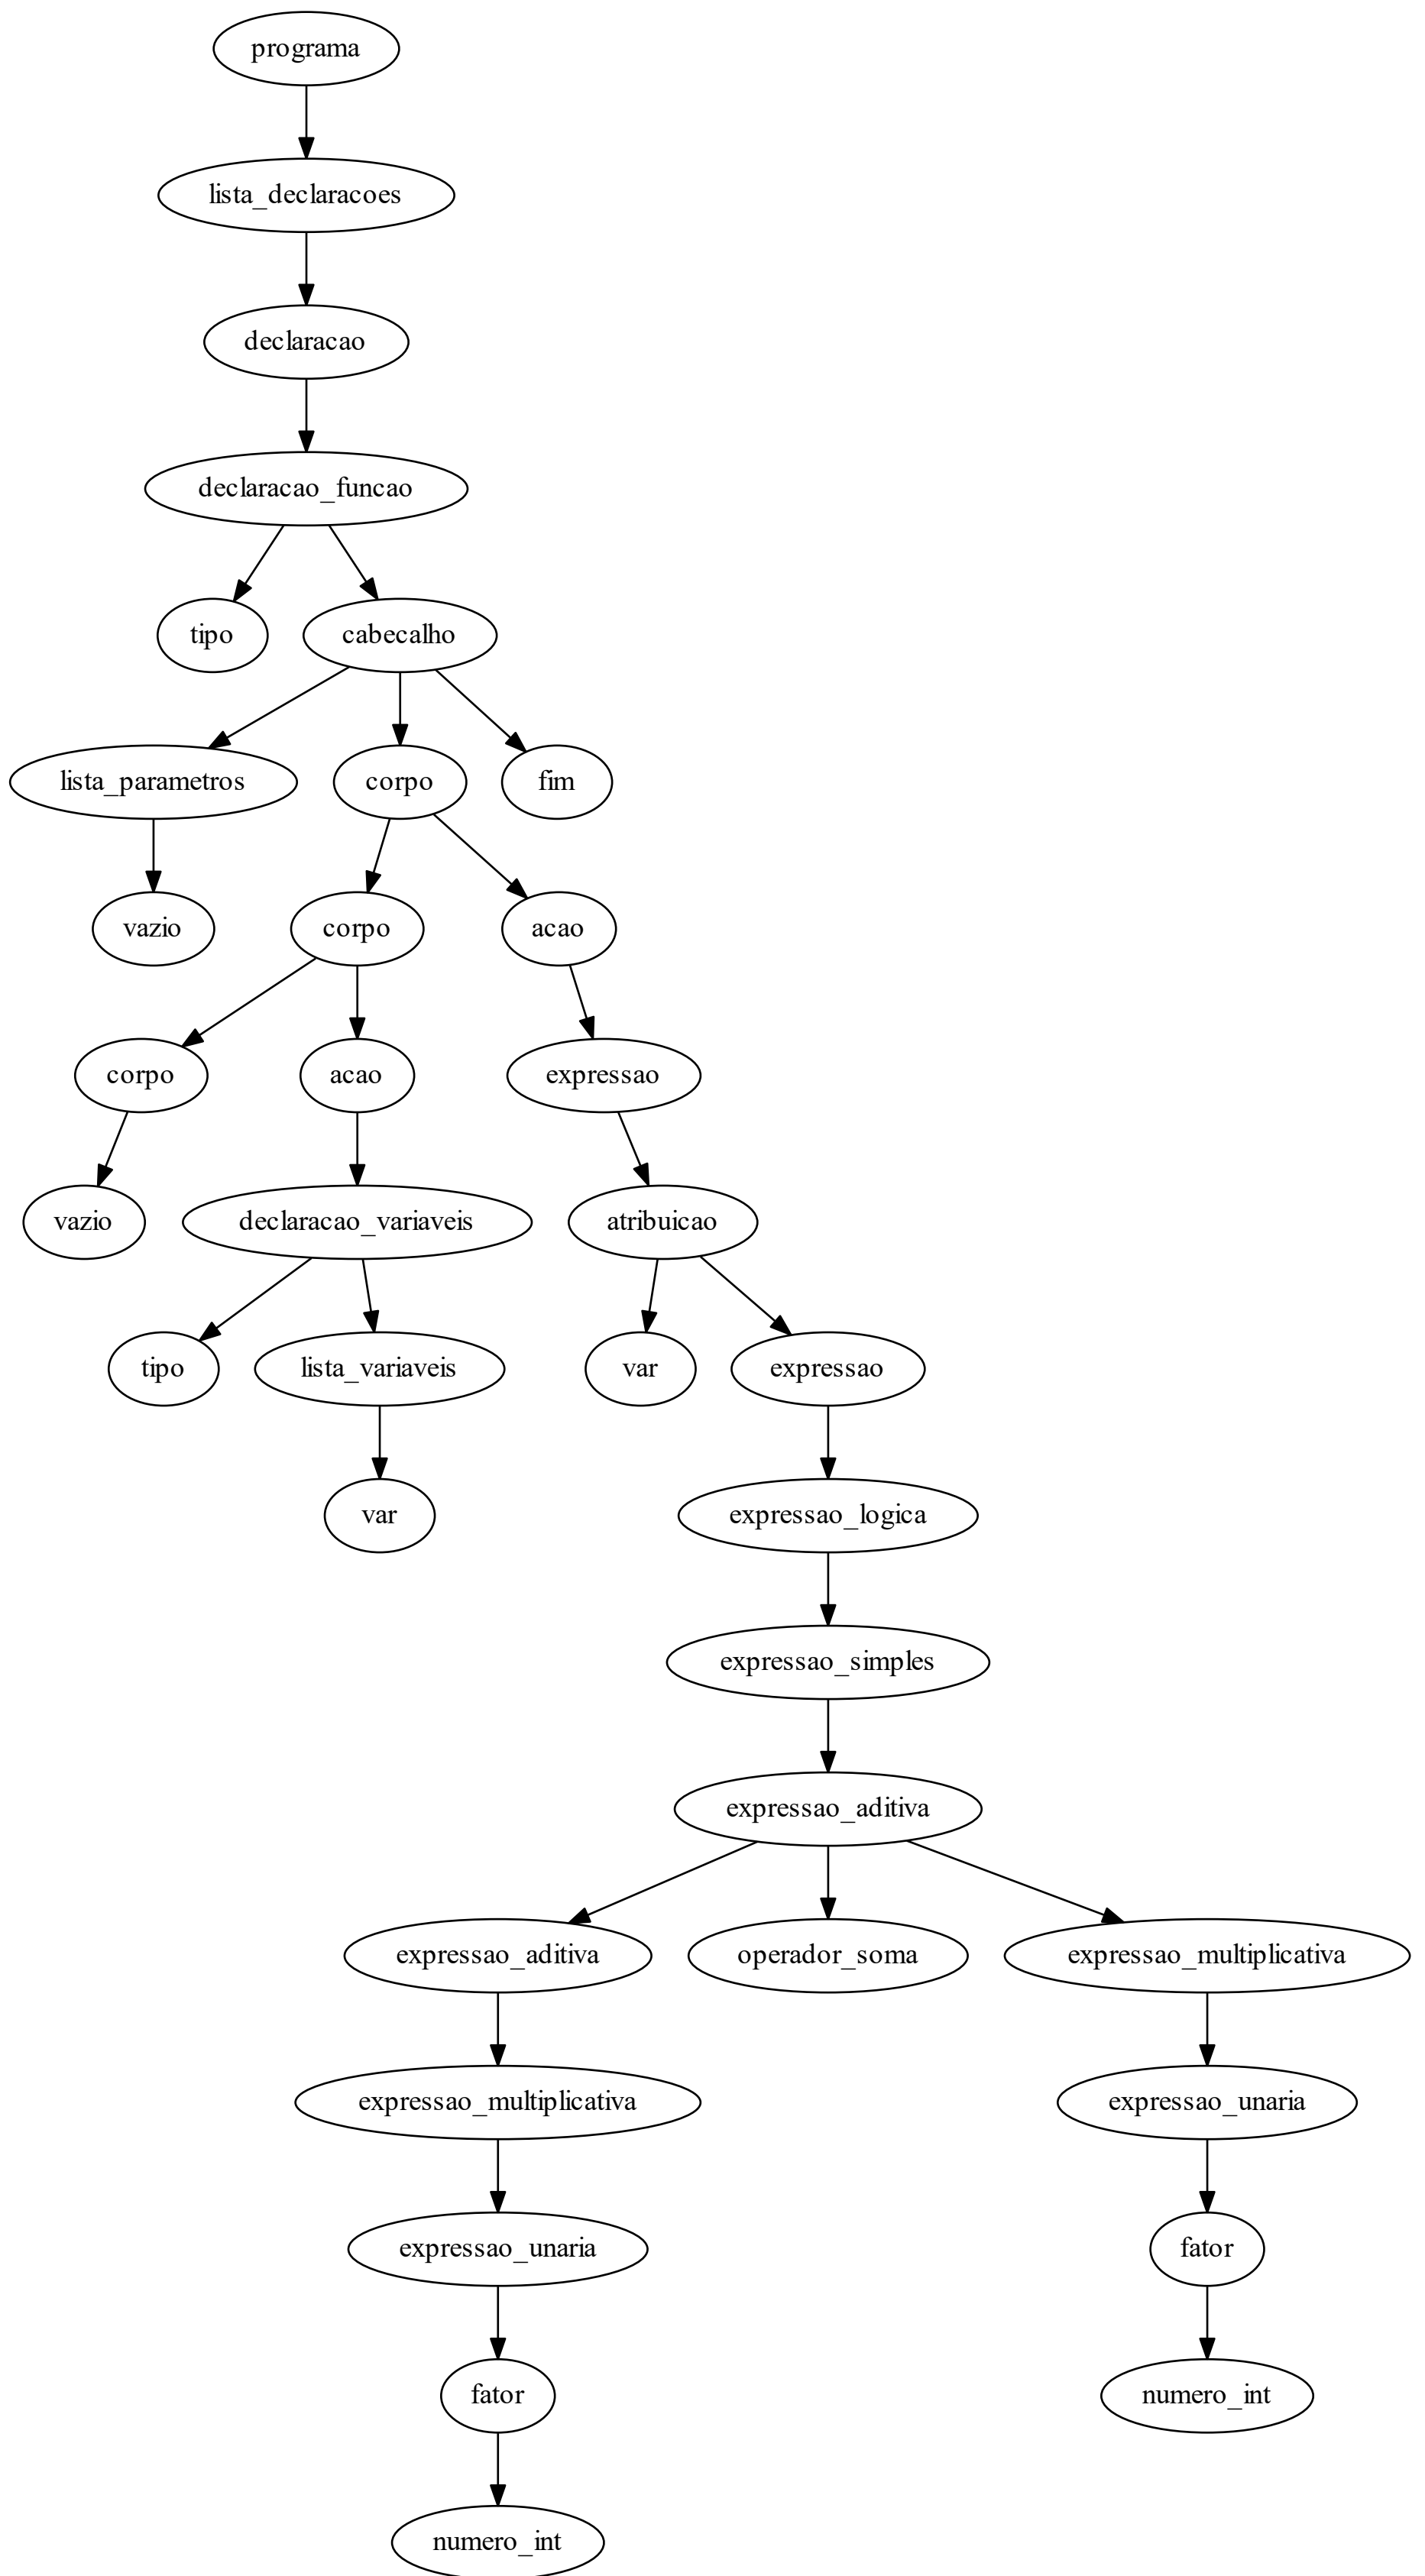 programa
lista_declaracoes
declaracao
declaracao_funcao
tipo
cabecalho
lista_parametros
corpo
fim
vazio
corpo
acao
corpo
acao
expressao
vazio
declaracao_variaveis
atribuicao
tipo
lista_variaveis
var
expressao
var
expressao_logica
expressao_simples
expressao_aditiva
expressao_aditiva
operador_soma
expressao_multiplicativa
expressao_multiplicativa
expressao_unaria
expressao_unaria
fator
fator
numero_int
numero_int